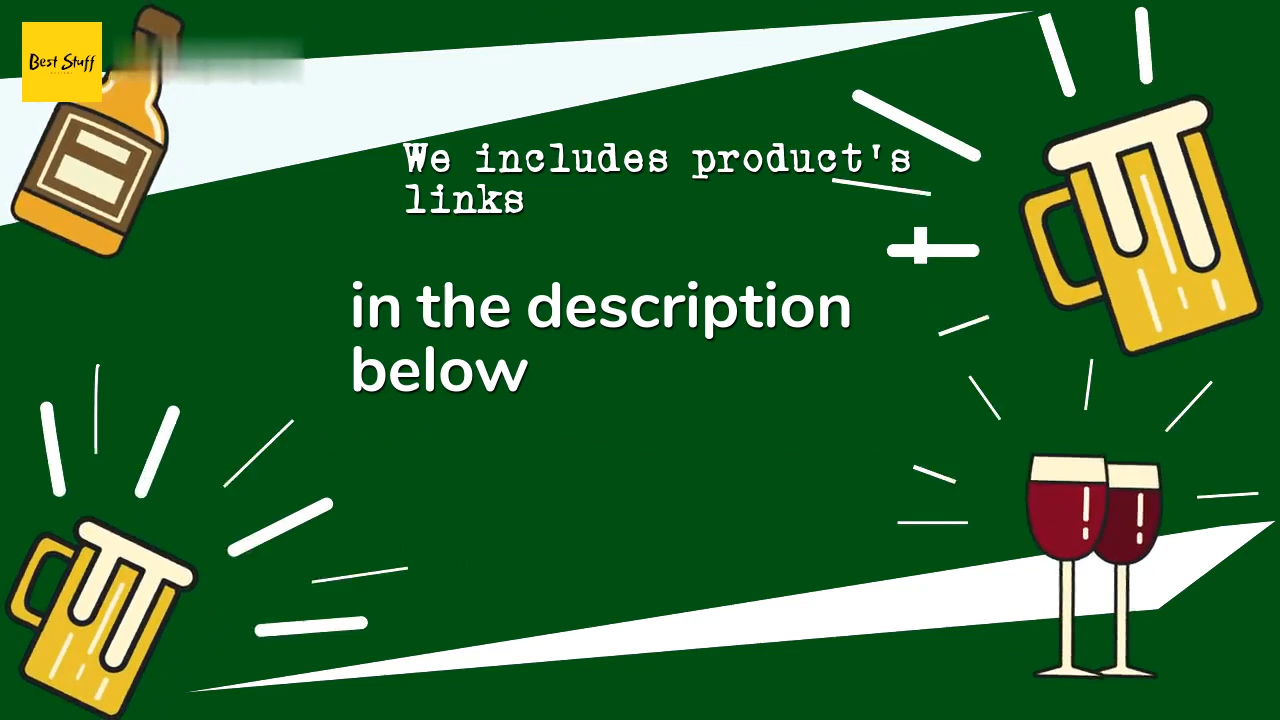 Best Stuff
We includes product's
links
in the description
below